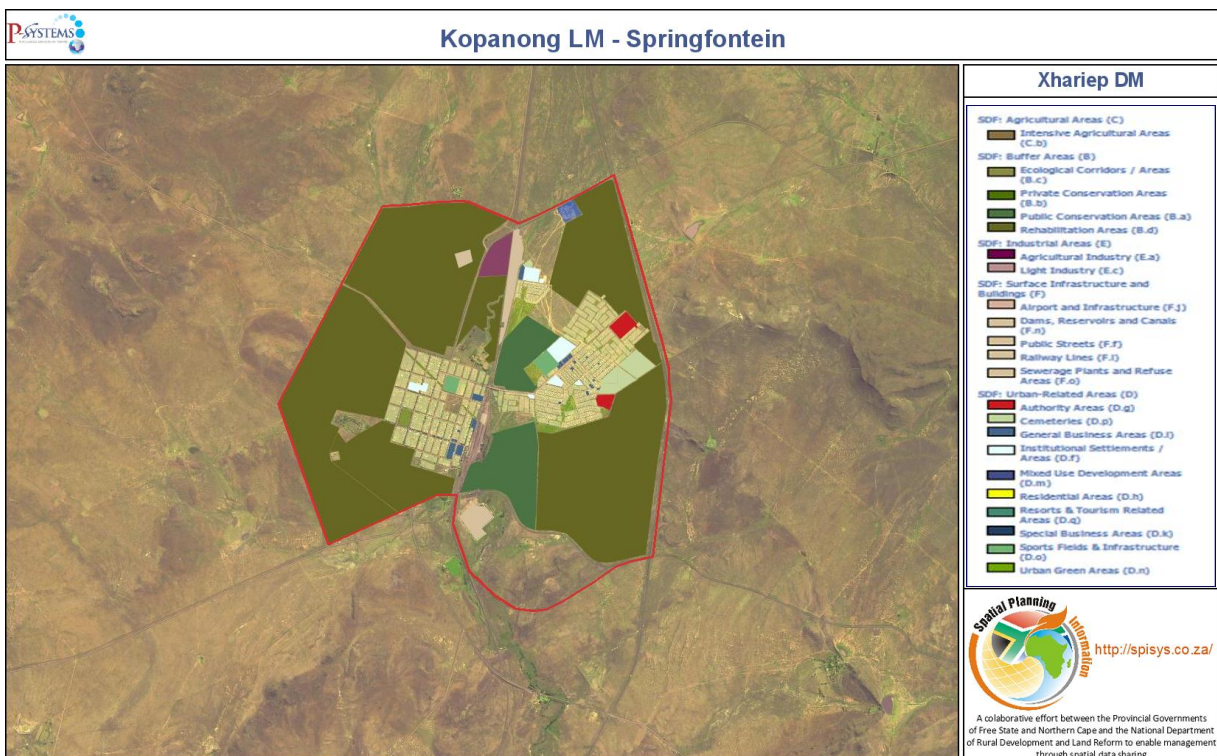 P-SYSTEMS
Kopanong LM - Springfontein
Xhariep DM
SDF: Agricultural Areas (C)
Intensive Agricultural Areas
(C.b)
SDF: Buffer Areas (B)
Ecological Corridors / Areas
(B.c)
Private Conservation Areas
(B.b)
Public Conservation Areas (B.a)
Rehabilitation Areas (B.d)
SDF: Industrial Areas (E)
Agricultural Industry (E.a)
Light Industry (E.c)
SDF: Surface Infrastructure and
Buildings (F)
Airport and Infrastructure (F.j)
Dams, Reservoirs and Canals
(F.n)
Public Streets (F.f)
Railway Lines (F.i)
Sewerage Plants and Refuse
Areas (F.o)
SDF: Urban-Related Areas (D)
Authority Areas (D.g)
Cemeteries (D.p)
General Business Areas (D.l)
Institutional Settlements /
Areas (D.f)
Mixed Use Development Areas
(D.m)
Residential Areas (D.h)
Resorts & Tourism Related
Areas (D.q)
Special Business Areas (D.k)
Sports Fields & Infrastructure
(D.o)
Urban Green Areas (D.n)
Spatial Planning
Information
http://spisys.co.za/
A colaborative effort between the Provincial Governments
of Free State and Northern Cape and the National Department
of Rural Development and Land Reform to enable management
through spatial data sharing